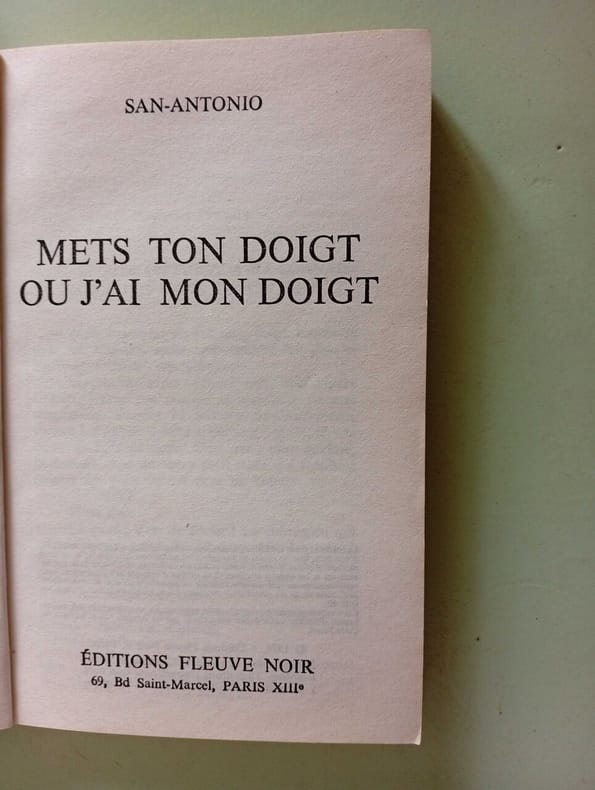 SAN-ANTONIO
METS TON DOIGT
OU J'AI MON DOIGT
ÉDITIONS FLEUVE NOIR
69, Bd Saint-Marcel, PARIS XIIIe